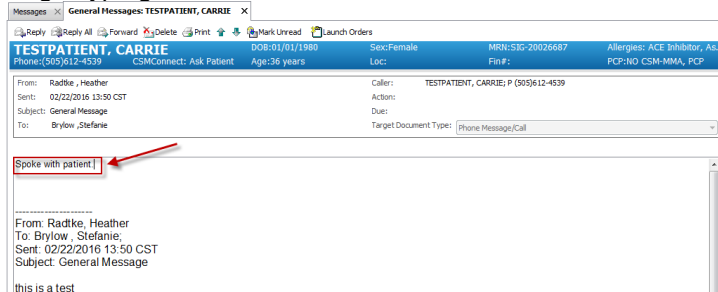 Messages × General Messages: TESTPATIENT, CARRIE ×
Reply Reply All Forward Delete Print Mark Unread Launch Orders
TESTPATIENT, CARRIE DOB:01/01/1980 Sex:Female MRN:SIG-20026687 Allergies: ACE Inhibitor, As.
Phone:(505)612-4539 CSMConnect: Ask Patient Age:36 years Loc: Fin#: PCP:NO CSM-MMA, PCP
From: Radtke , Heather Caller: TESTPATIENT, CARRIE; P (505)612-4539
Sent: 02/22/2016 13:50 CST Action:
Subject: General Message Due:
To: Brylow ,Stefanie Target Document Type: Phone Message/Call
Spoke with patient.
---------------------
From: Radtke, Heather
To: Brylow , Stefanie;
Sent: 02/22/2016 13:50 CST
Subject: General Message
this is a test